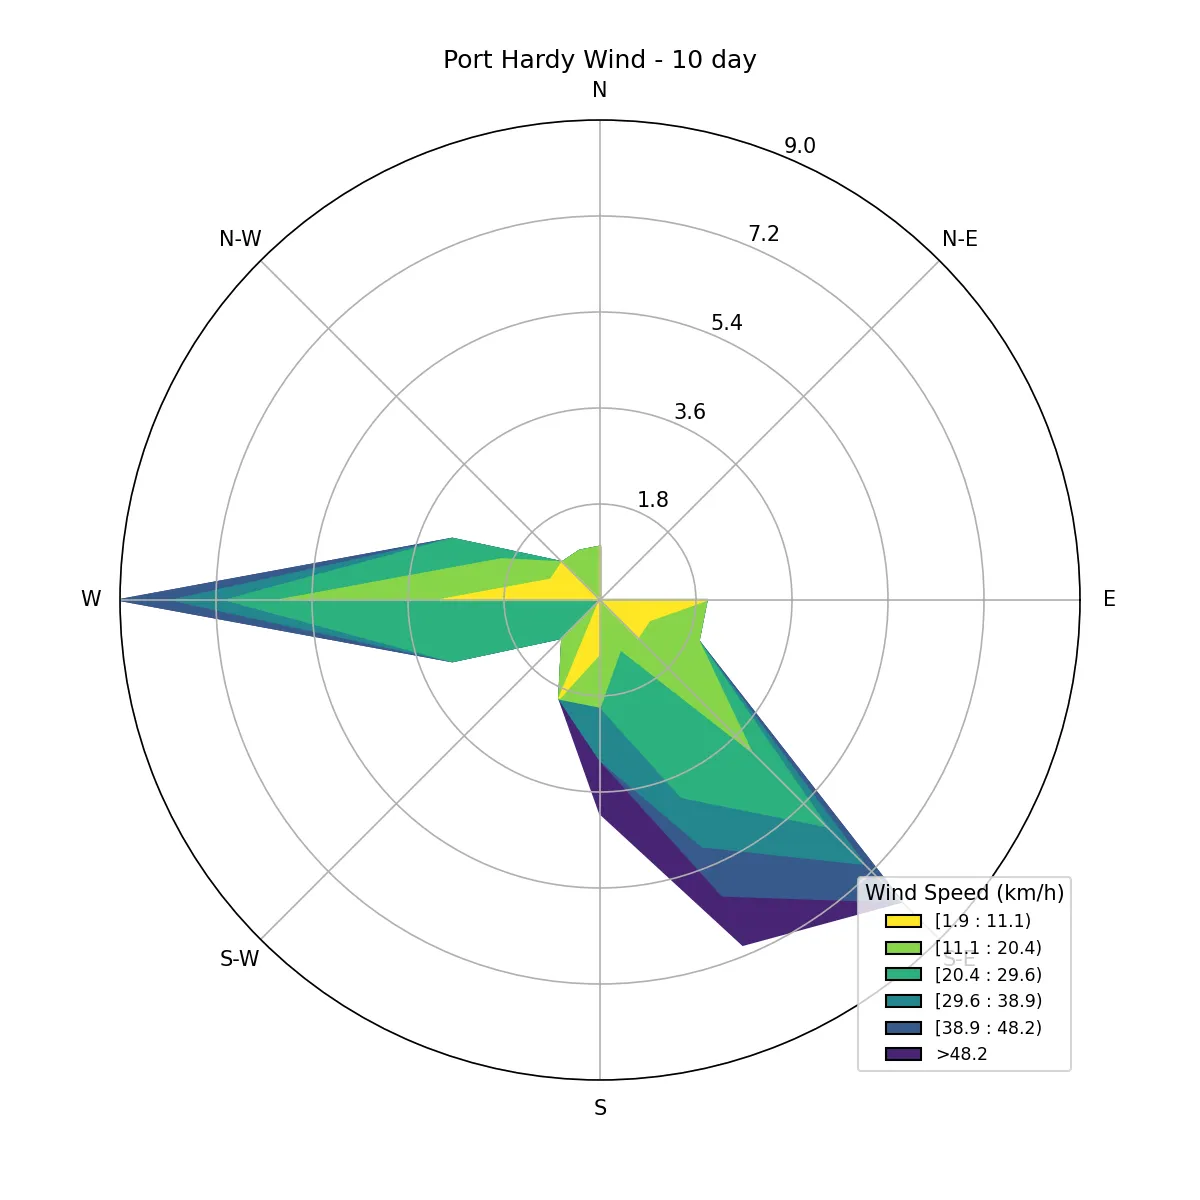 Port Hardy Wind - 10 day
N
9.0
N-W
7.2
N-E
5.4
3.6
1.8
W
E
Wind Speed (km/h)
[1.9 : 11.1)
[11.1 : 20.4)
S-W
S-E
[20.4 : 29.6)
[29.6 : 38.9)
[38.9 : 48.2)
>48.2
S